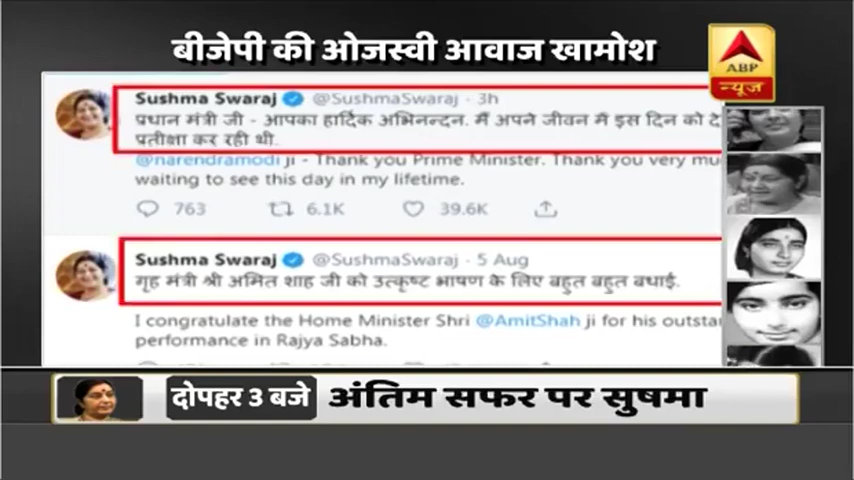 बीजेपी की ओजस्वी आवाज खामोश
ABP
न्यूज़
Sushma Swaraj @SushmaSwaraj · 3h
प्रधान मंत्री जी - आपका हार्दिक अभिनन्दन. मैं अपने जीवन में इस दिन को
प्रतीक्षा कर रही थी.
@narendramodi ji - Thank you Prime Minister. Thank you very
waiting to see this day in my lifetime.
763 6.1K 39.6K
Sushma Swaraj @SushmaSwaraj · 5 Aug
गृह मंत्री श्री अमित शाह जी को उत्कृष्ट भाषण के लिए बहुत बहुत बधाई.
I congratulate the Home Minister Shri @AmitShah ji for his
performance in Rajya Sabha.
दोपहर 3 बजे अंतिम सफर पर सुषमा